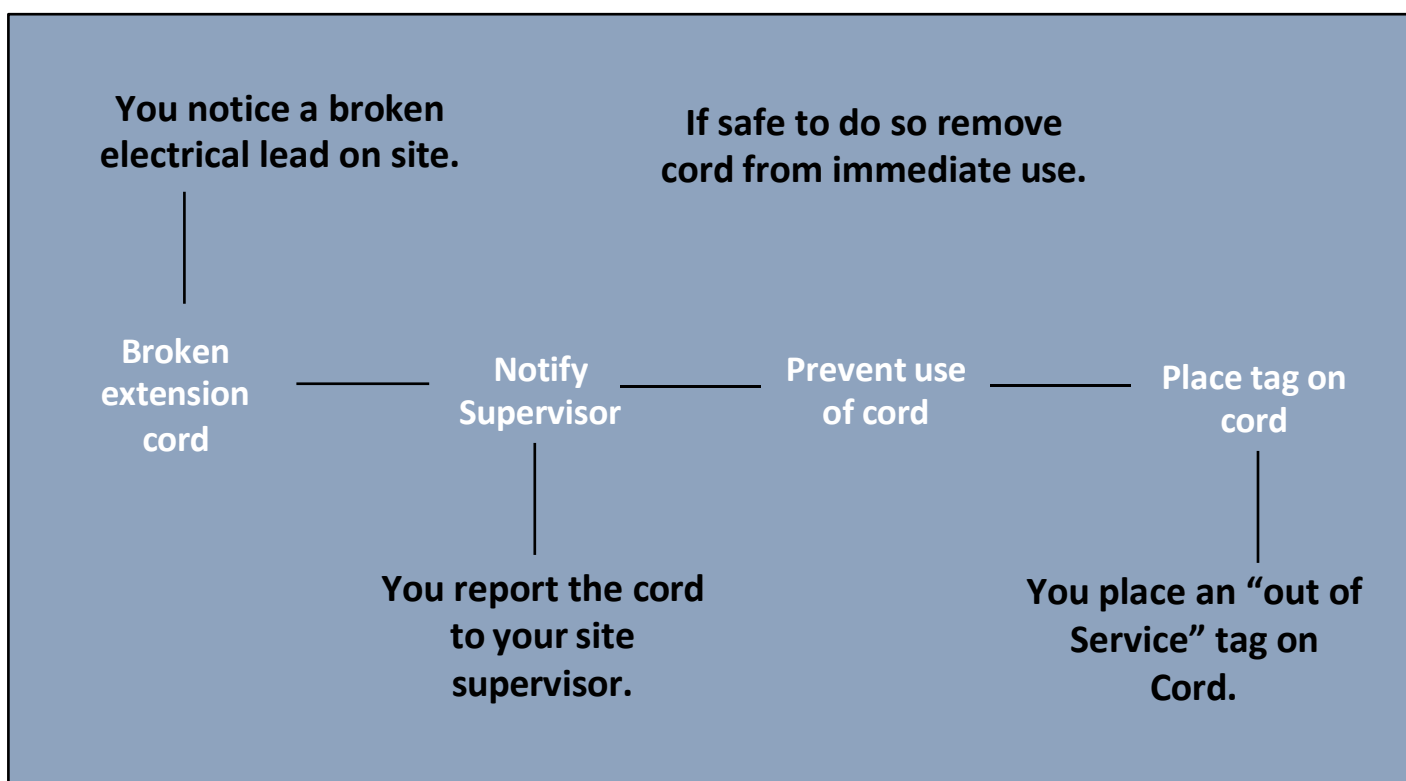 You notice a broken
electrical lead on site.
If safe to do so remove
cord from immediate use.
Broken
extension
cord
Notify
Supervisor
Prevent use
of cord
Place tag on
cord
You report the cord
to your site
supervisor.
You place an “out of
Service” tag on
Cord.